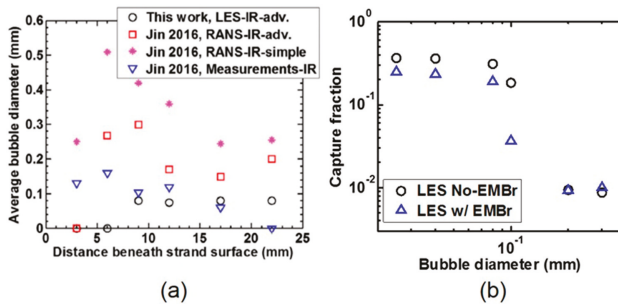 This work, LES-IR-adv.
Jin 2016, RANS-IR-adv.
Jin 2016, RANS-IR-simple
Jin 2016, Measurements-IR
Average bubble diameter (mm)
0.6
0.5
0.4
0.3
0.2
0.1
0.0
0 5 10 15 20 25
Distance beneath strand surface (mm)
(a)
Capture fraction
10⁰
10⁻¹
10⁻²
LES No-EMBr
LES w/ EMBr
10⁻¹
Bubble diameter (mm)
(b)